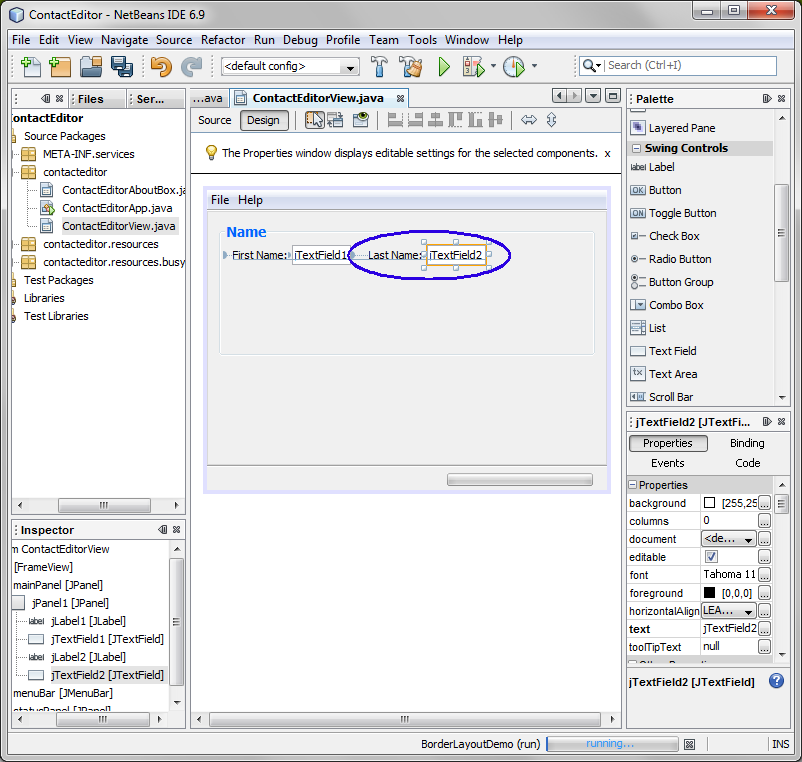 ContactEditor - NetBeans IDE 6.9
File Edit View Navigate Source Refactor Run Debug Profile Team Tools Window Help
<default config>
Search (Ctrl+I)
Files
Ser...
ontactEditor
Source Packages
META-INF.services
contacteditor
ContactEditorAboutBox.ja
ContactEditorApp.java
ContactEditorView.java
contacteditor.resources
contacteditor.resources.busy
Test Packages
Libraries
Test Libraries
Inspector
m ContactEditorView
[FrameView]
mainPanel [JPanel]
jPanel1 [JPanel]
label jLabel1 [JLabel]
jTextField1 [JTextField]
label jLabel2 [JLabel]
jTextField2 [JTextField]
menuBar [JMenuBar]
statusPanel [JPanel]
...ava
ContactEditorView.java
Source Design
The Properties window displays editable settings for the selected components. x
File Help
Name
First Name: jTextField1 Last Name: jTextField2
Palette
Layered Pane
Swing Controls
label Label
OK Button
ON Toggle Button
Check Box
Radio Button
Button Group
Combo Box
List
Text Field
Text Area
Scroll Bar
jTextField2 [JTextFi...
Properties Binding
Events Code
Properties
background [255,25 ...
columns 0 ...
document <de... ...
editable ...
font Tahoma 11 ...
foreground [0,0,0] ...
horizontalAlign LEA... ...
text jTextField2 ...
toolTipText null ...
jTextField2 [JTextField]
BorderLayoutDemo (run) running... INS